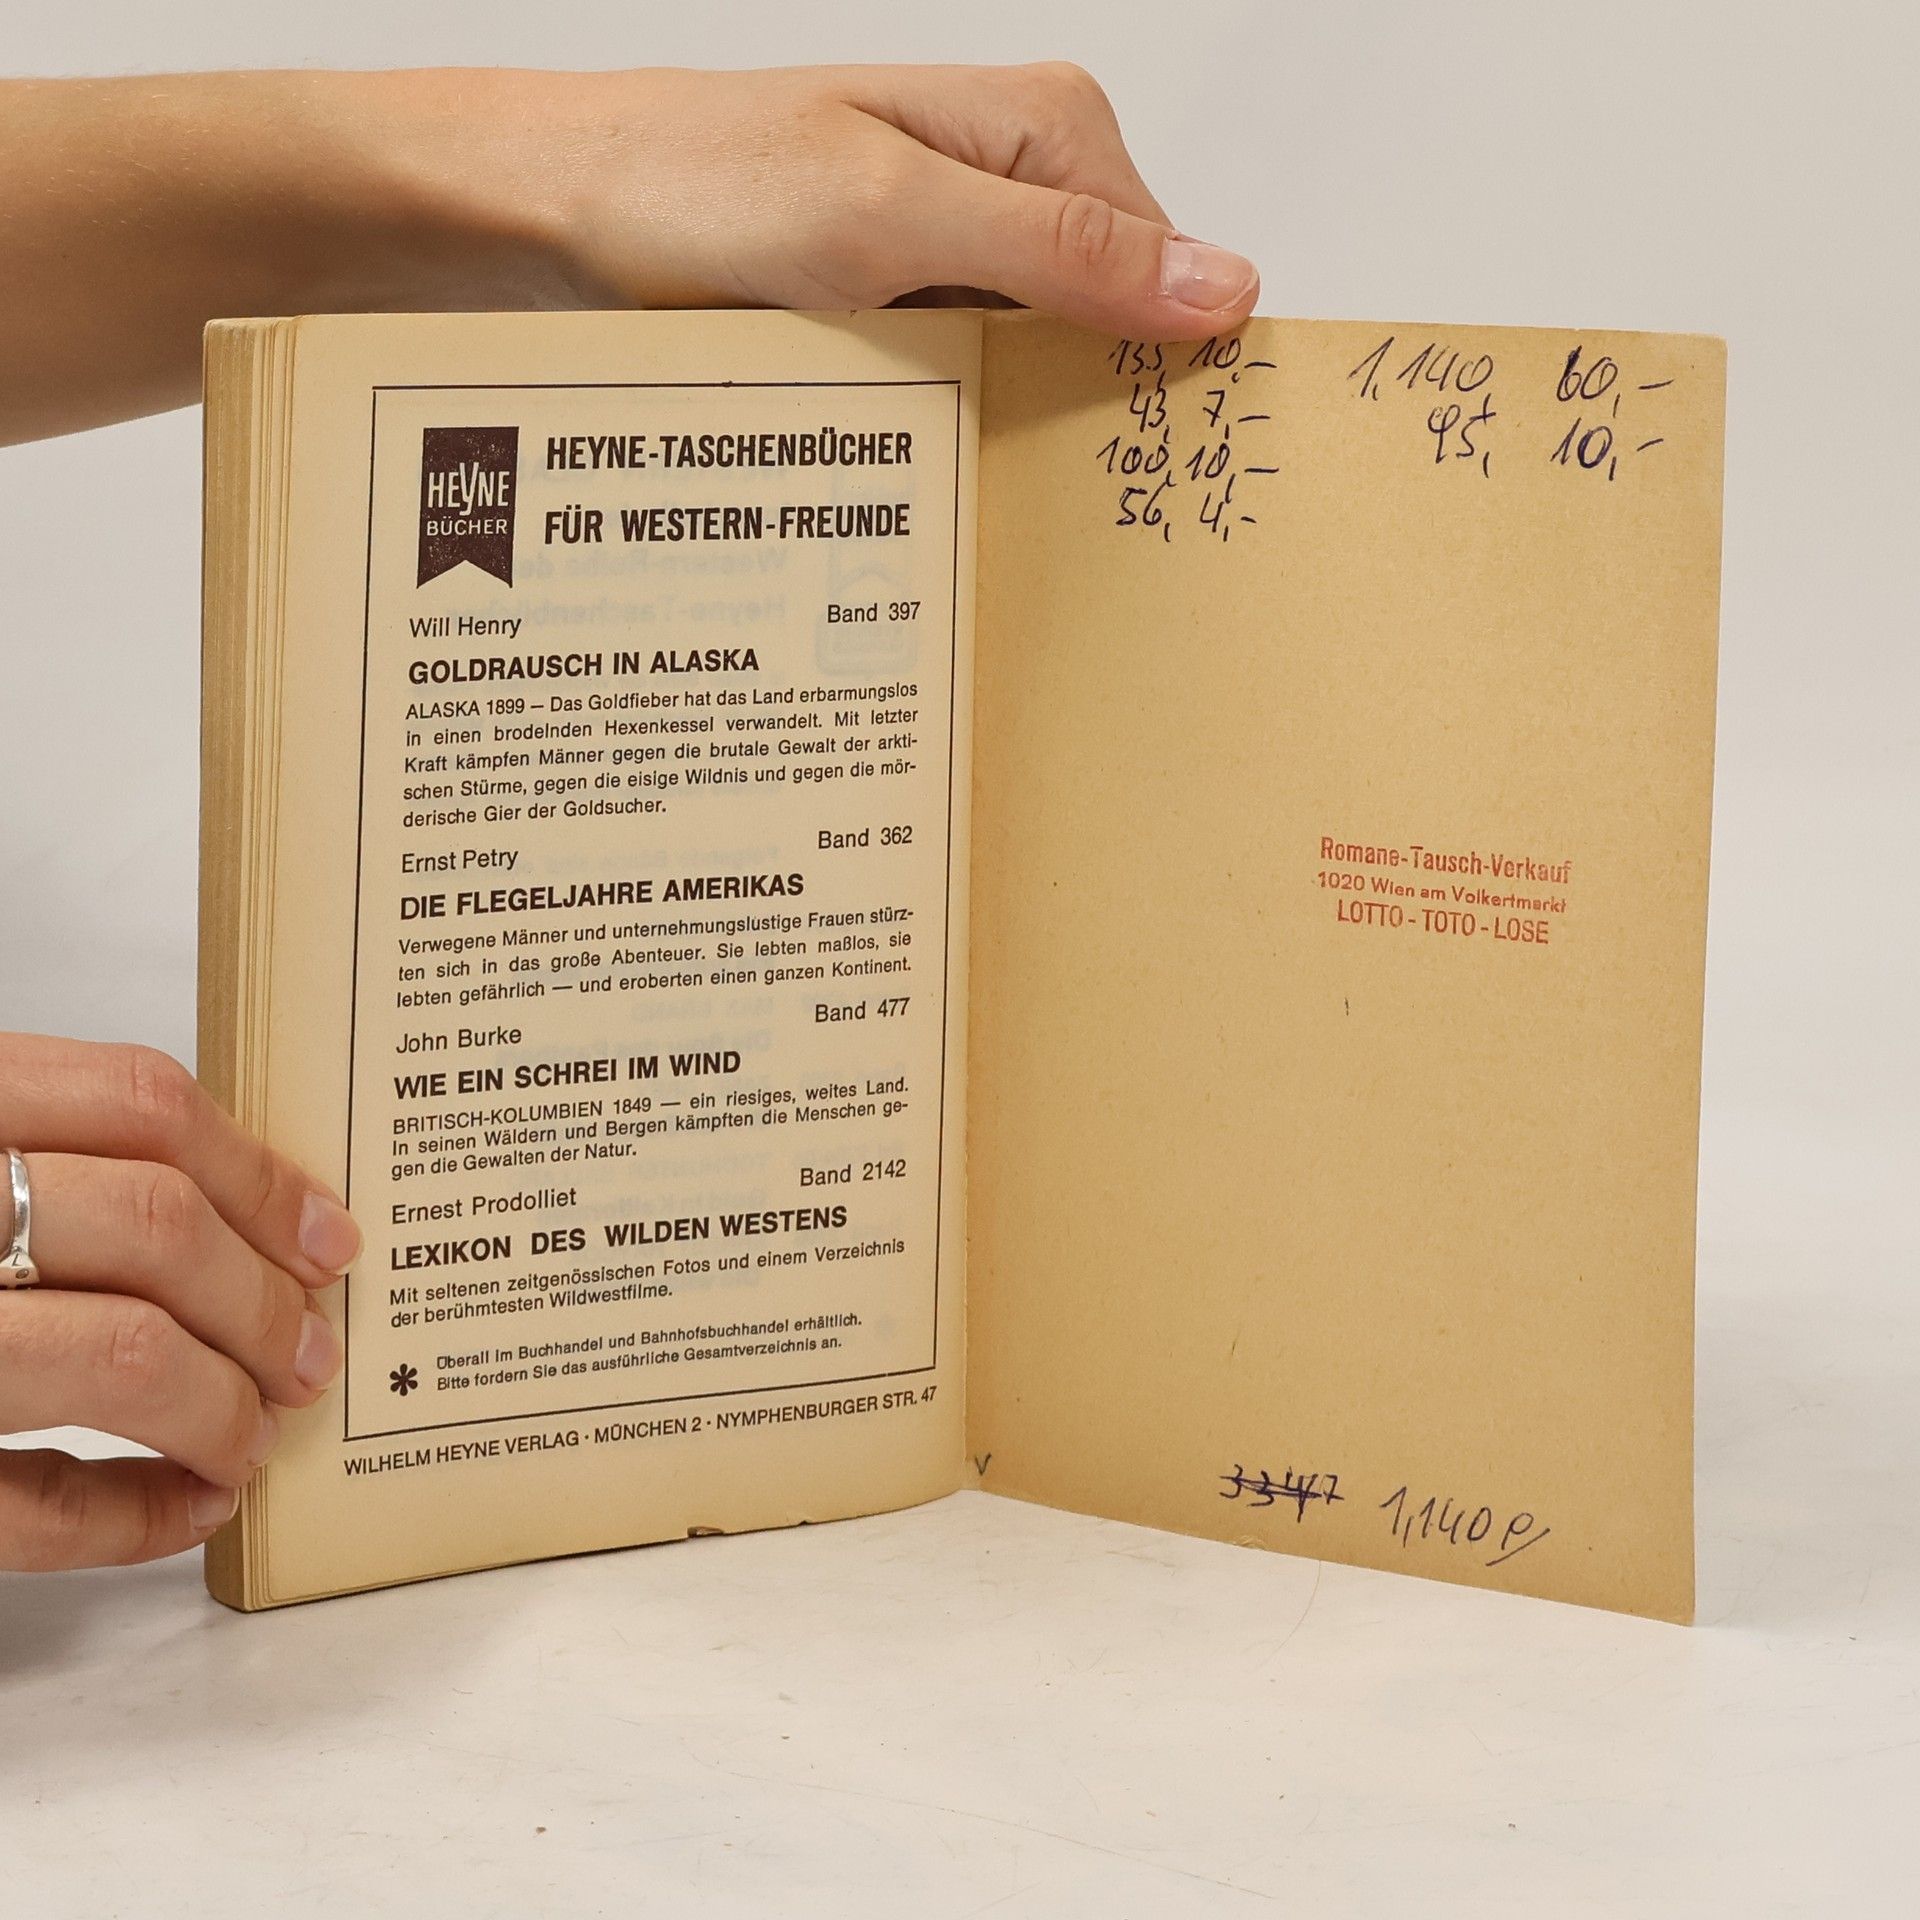 HEYNE
BÜCHER
HEYNE-TASCHENBÜCHER
FÜR WESTERN-FREUNDE
Will Henry Band 397
GOLDRAUSCH IN ALASKA
ALASKA 1899 — Das Goldfieber hat das Land erbarmungslos
in einen brodelnden Hexenkessel verwandelt. Mit letzter
Kraft kämpfen Männer gegen die brutale Gewalt der arkti-
schen Stürme, gegen die eisige Wildnis und gegen die mör-
derische Gier der Goldsucher.
Ernst Petry Band 362
DIE FLEGELJAHRE AMERIKAS
Verwegene Männer und unternehmungslustige Frauen stürz-
ten sich in das große Abenteuer. Sie lebten maßlos, sie
lebten gefährlich — und eroberten einen ganzen Kontinent.
John Burke Band 477
WIE EIN SCHREI IM WIND
BRITISCH-KOLUMBIEN 1849 — ein riesiges, weites Land.
In seinen Wäldern und Bergen kämpften die Menschen ge-
gen die Gewalten der Natur.
Ernest Prodolliet Band 2142
LEXIKON DES WILDEN WESTENS
Mit seltenen zeitgenössischen Fotos und einem Verzeichnis
der berühmtesten Wildwestfilme.
* Überall im Buchhandel und Bahnhofsbuchhandel erhältlich.
Bitte fordern Sie das ausführliche Gesamtverzeichnis an.
WILHELM HEYNE VERLAG · MÜNCHEN 2 · NYMPHENBURGER STR. 47
135, 10,— 1,140, 60,—
43, 7,— 95, 10,—
100, 10,—
56, 4,-
Romane-Tausch-Verkauf
1020 Wien am Volkertmarkt
LOTTO - TOTO - LOSE
3347 1,140